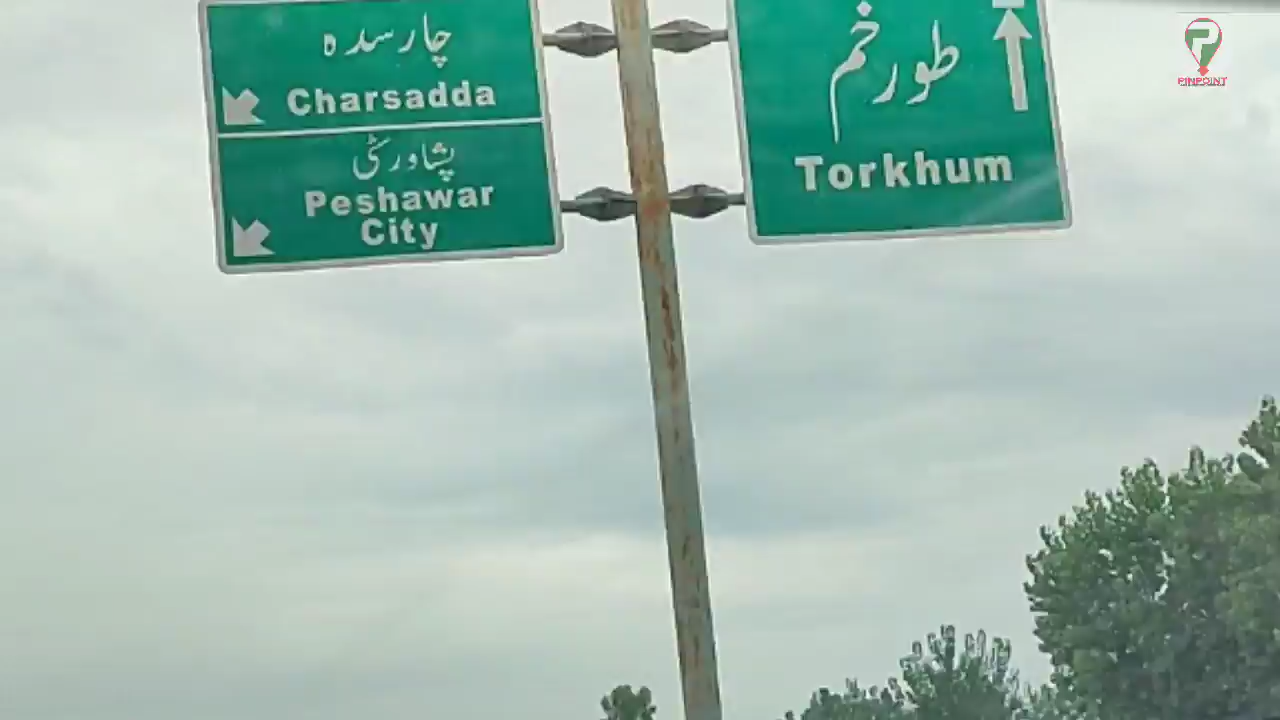 چارسدہ
Charsadda
پشاور سٹی
Peshawar
City
طورخم
Torkhum
PINPOINT